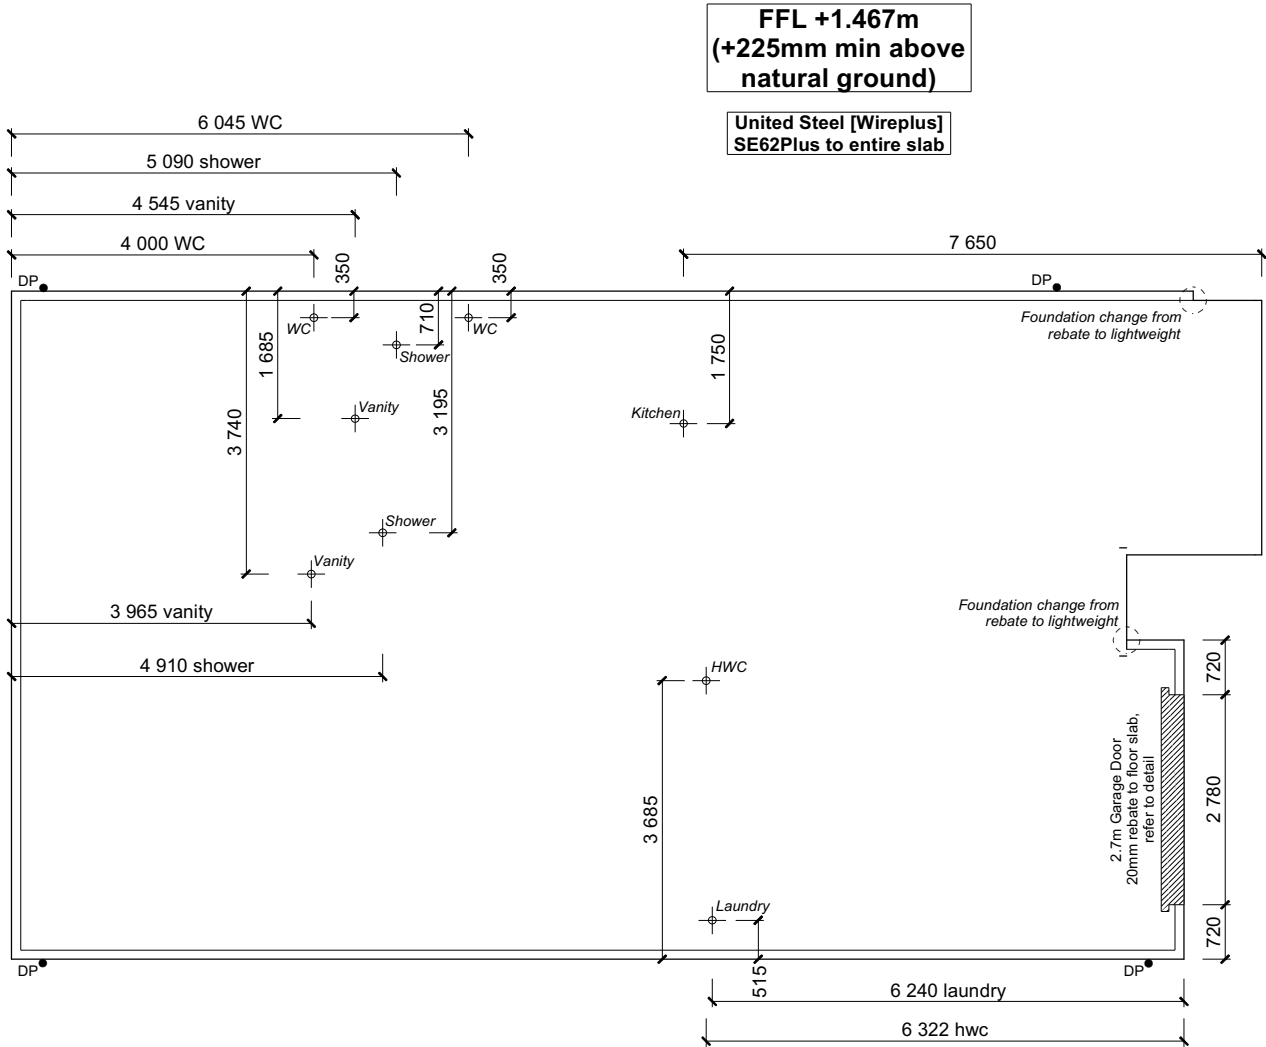 FFL +1.467m
(+225mm min above
natural ground)
United Steel [Wireplus]
SE62Plus to entire slab
6 045 WC
5 090 shower
4 545 vanity
4 000 WC
7 650
350
350
DP
DP
WC
710
WC
Foundation change from
rebate to lightweight
1 685
Shower
1 750
3 740
Vanity
3 195
Kitchen
Shower
Vanity
3 965 vanity
Foundation change from
rebate to lightweight
4 910 shower
HWC
720
2.7m Garage Door
20mm rebate to floor slab,
refer to detail
2 780
3 685
Laundry
720
DP
DP
515
6 240 laundry
6 322 hwc